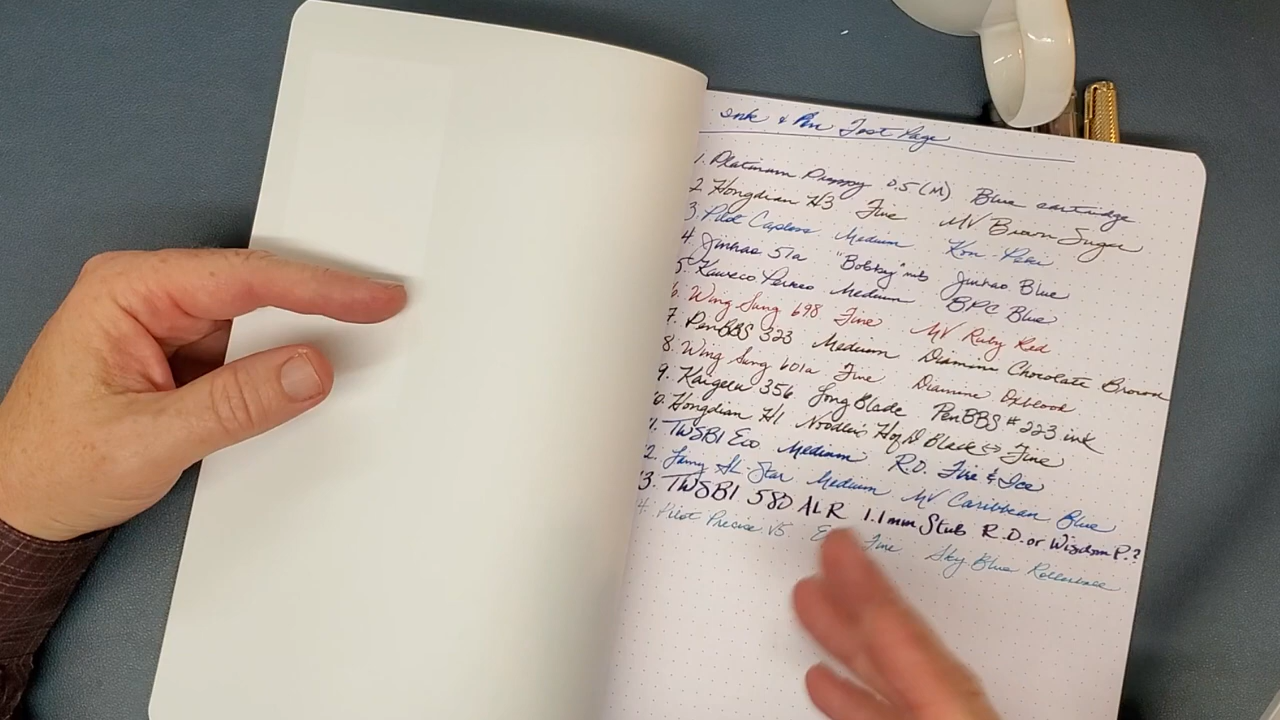 Ink & Pen Test Page
1. Platinum Preppy 0.5 (M) Blue cartridge
2. Hongdian H3 Fine MV Brown Sugar
3. Pilot Capless Medium Kon-Peki
4. Jinhao 51a "Bobby" nib Jinhao Blue
5. Kaweco Perkeo Medium BPC Blue
6. Wing Sung 698 Fine MV Ruby Red
7. PenBBS 323 Medium Diamine Chocolate Brown
8. Wing Sung 601a Fine Diamine Oxblood
9. Kaigelu 356 Long Blade PenBBS #223 ink
10. Hongdian H1 Noodler's HofD Black Fine
11. TWSBI Eco Medium R.D. Fire & Ice
2. Lamy Al-Star Medium MV Caribbean Blue
3. TWSBI 580 ALR 1.1mm Stub R.D. or Wisdom P.?
4. Pilot Precise V5 Fine Sky Blue Rollerball